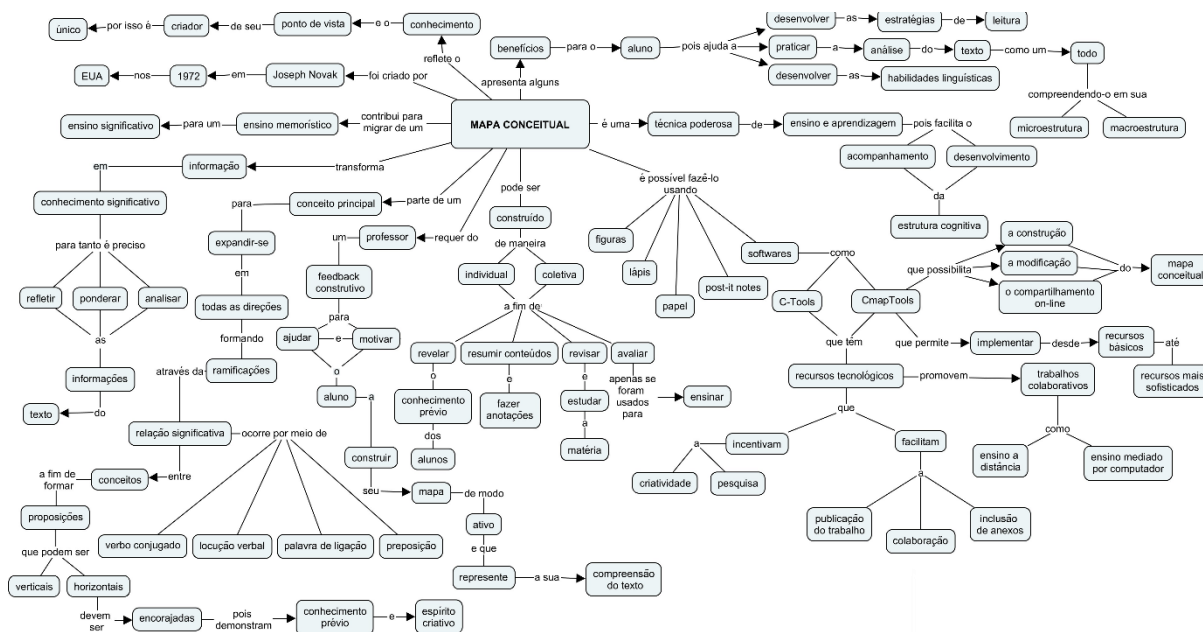 MAPA CONCEITUAL
reflete o
conhecimento
e o
ponto de vista
de seu
criador
por isso é
único
foi criado por
Joseph Novak
em
1972
nos
EUA
contribui para
migrar de um
ensino memorístico
para um
ensino significativo
transforma
informação
em
conhecimento significativo
para tanto é preciso
refletir
ponderar
analisar
as
informações
do
texto
parte de um
conceito principal
para
expandir-se
em
todas as direções
formando
ramificações
através da
relação significativa
ocorre por meio de
verbo conjugado
locução verbal
palavra de ligação
preposição
entre
conceitos
a fim de
formar
proposições
que podem ser
verticais
horizontais
devem
ser
encorajadas
pois
demonstram
conhecimento
prévio
e
espírito
criativo
requer do
professor
um
feedback
construtivo
para
ajudar
e
motivar
o
aluno
a
construir
seu
mapa
de modo
ativo
e que
represente
a sua
compreensão
do texto
pode ser
construído
de maneira
individual
coletiva
a fim de
revelar
o
conhecimento
prévio
dos
alunos
resumir conteúdos
e
fazer
anotações
revisar
e
estudar
a
matéria
avaliar
apenas se
foram
usados
para
ensinar
é possível fazê-lo
usando
figuras
lápis
papel
post-it notes
softwares
como
C-Tools
CmapTools
que possibilita
a construção
a modificação
o compartilhamento
on-line
do
mapa
conceitual
que permite
implementar
desde
recursos
básicos
até
recursos mais
sofisticados
que têm
recursos tecnológicos
promovem
trabalhos
colaborativos
como
ensino a
distância
ensino mediado
por computador
que
incentivam
a
criatividade
pesquisa
facilitam
a
publicação
do trabalho
colaboração
inclusão
de anexos
é uma
técnica poderosa
de
ensino e aprendizagem
pois facilita o
acompanhamento
desenvolvimento
da
estrutura cognitiva
apresenta alguns
benefícios
para o
aluno
pois ajuda a
desenvolver
as
estratégias
de
leitura
praticar
a
análise
do
texto
como um
todo
compreendendo-o em sua
microestrutura
macroestrutura
desenvolver
as
habilidades linguísticas